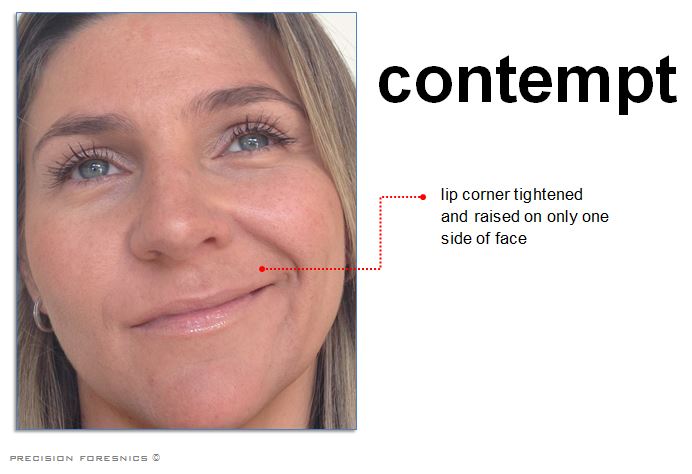 contempt
lip corner tightened
and raised on only one
side of face
PRECISION FORESNICS ©